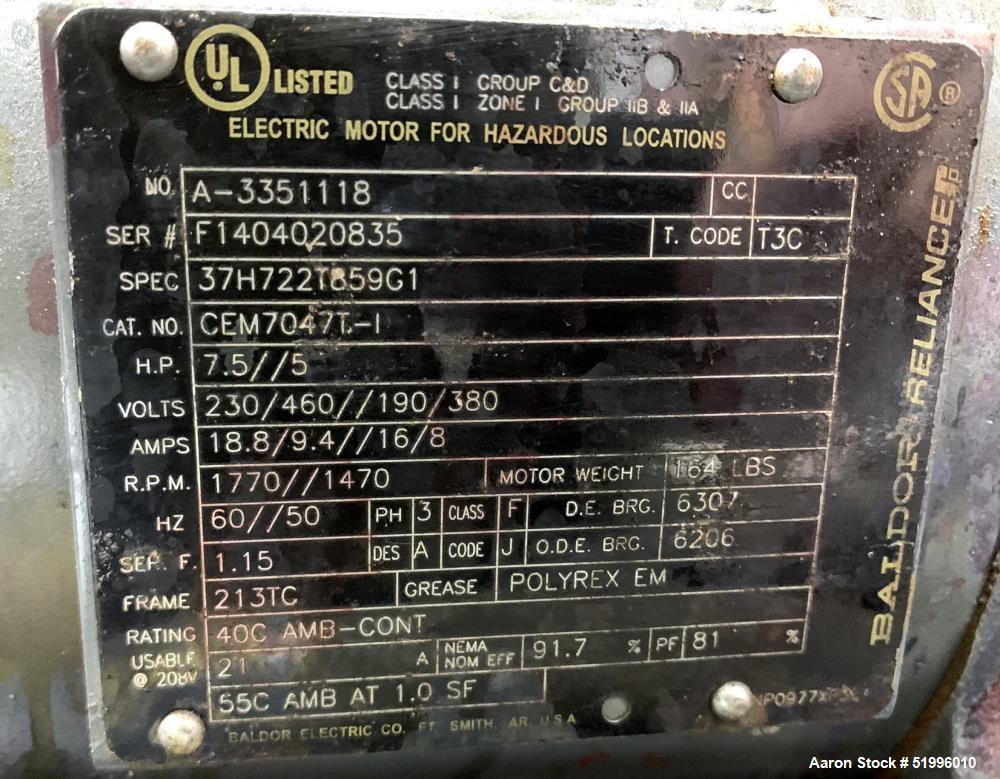 UL LISTED CLASS I GROUP C&D
CLASS I ZONE I GROUP IIB & IIA
SA ®
ELECTRIC MOTOR FOR HAZARDOUS LOCATIONS
NO. A-3351118 CC
SER # F1404020835 T. CODE T3C
SPEC 37H722T859G1
CAT. NO. CEM7047T-I
H.P. 7.5//5
VOLTS 230/460//190/380
AMPS 18.8/9.4//16/8
R.P.M. 1770//1470 MOTOR WEIGHT 164 LBS
HZ 60//50 PH 3 CLASS F D.E. BRG. 6307
SER. F. 1.15 DES A CODE J O.D.E. BRG. 6206
FRAME 213TC GREASE POLYREX EM
RATING 40C AMB-CONT
USABLE @ 208V 21 A NEMA NOM EFF 91.7 % PF 81 %
55C AMB AT 1.0 SF
BALDOR ELECTRIC CO. FT. SMITH, AR. U.S.A
BALDOR • RELIANCE
Aaron Stock # 51996010